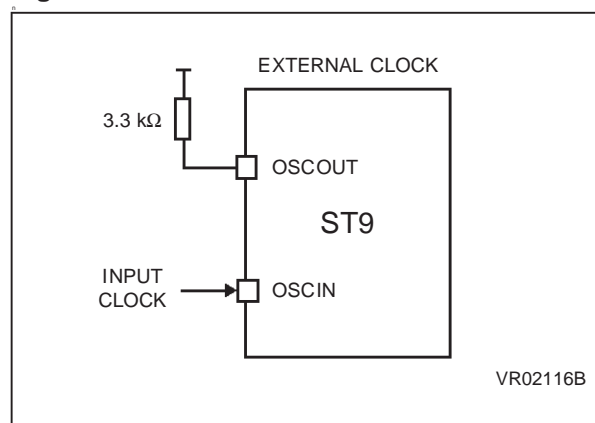 EXTERNAL CLOCK
3.3 kΩ
OSCOUT
ST9
INPUT
CLOCK
OSCIN
VR02116B